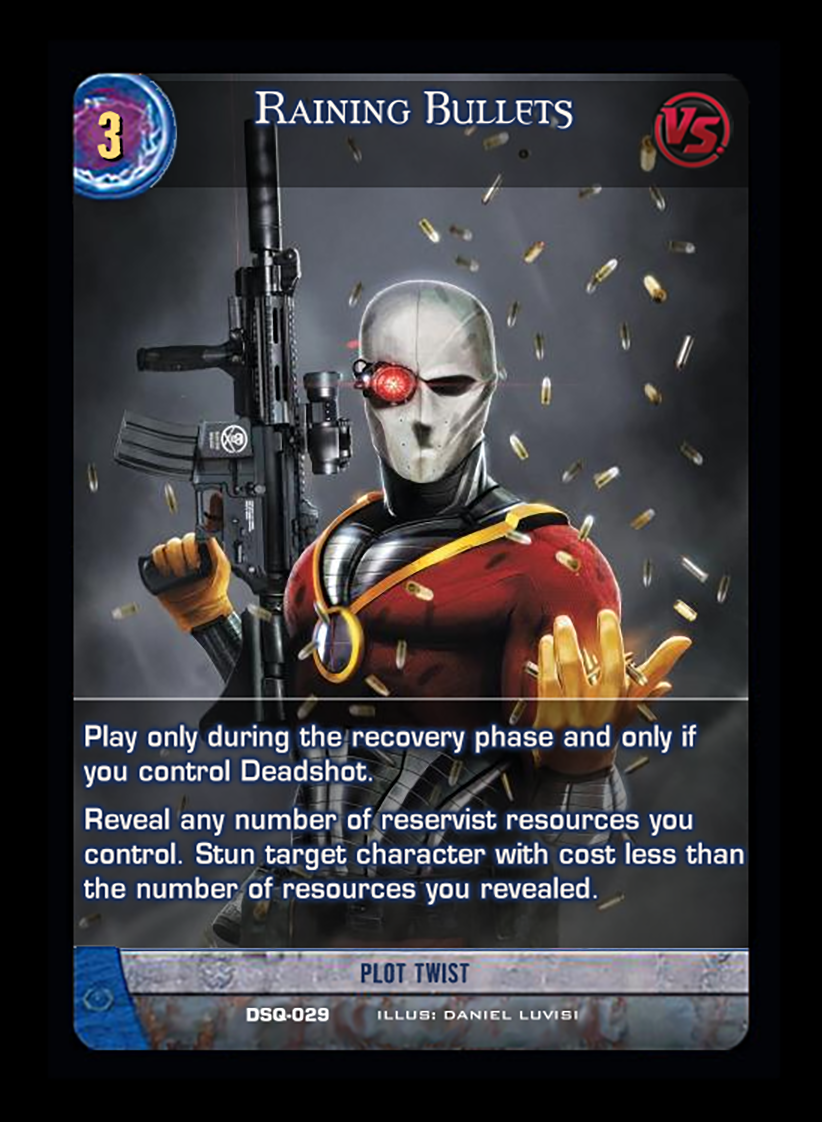 3
Raining Bullets
VS.
Play only during the recovery phase and only if
you control Deadshot.
Reveal any number of reservist resources you
control. Stun target character with cost less than
the number of resources you revealed.
PLOT TWIST
DSQ-029 ILLUS: DANIEL LUVISI